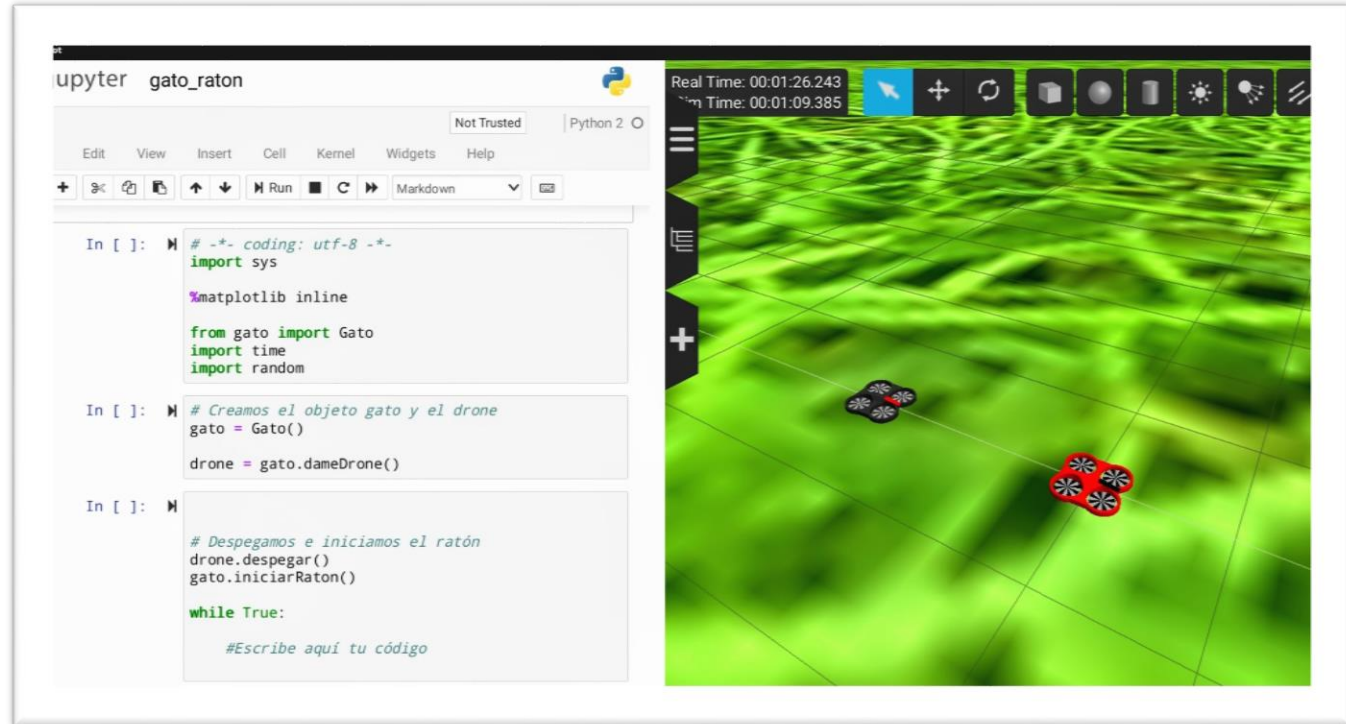 ot
jupyter gato_raton
Not Trusted
Python 2
Edit View Insert Cell Kernel Widgets Help
Run Markdown
In [ ]:
# -*- coding: utf-8 -*-
import sys
%matplotlib inline
from gato import Gato
import time
import random
In [ ]:
# Creamos el objeto gato y el drone
gato = Gato()
drone = gato.dameDrone()
In [ ]:
# Despegamos e iniciamos el ratón
drone.despegar()
gato.iniciarRaton()
while True:
#Escribe aquí tu código
Real Time: 00:01:26.243
im Time: 00:01:09.385